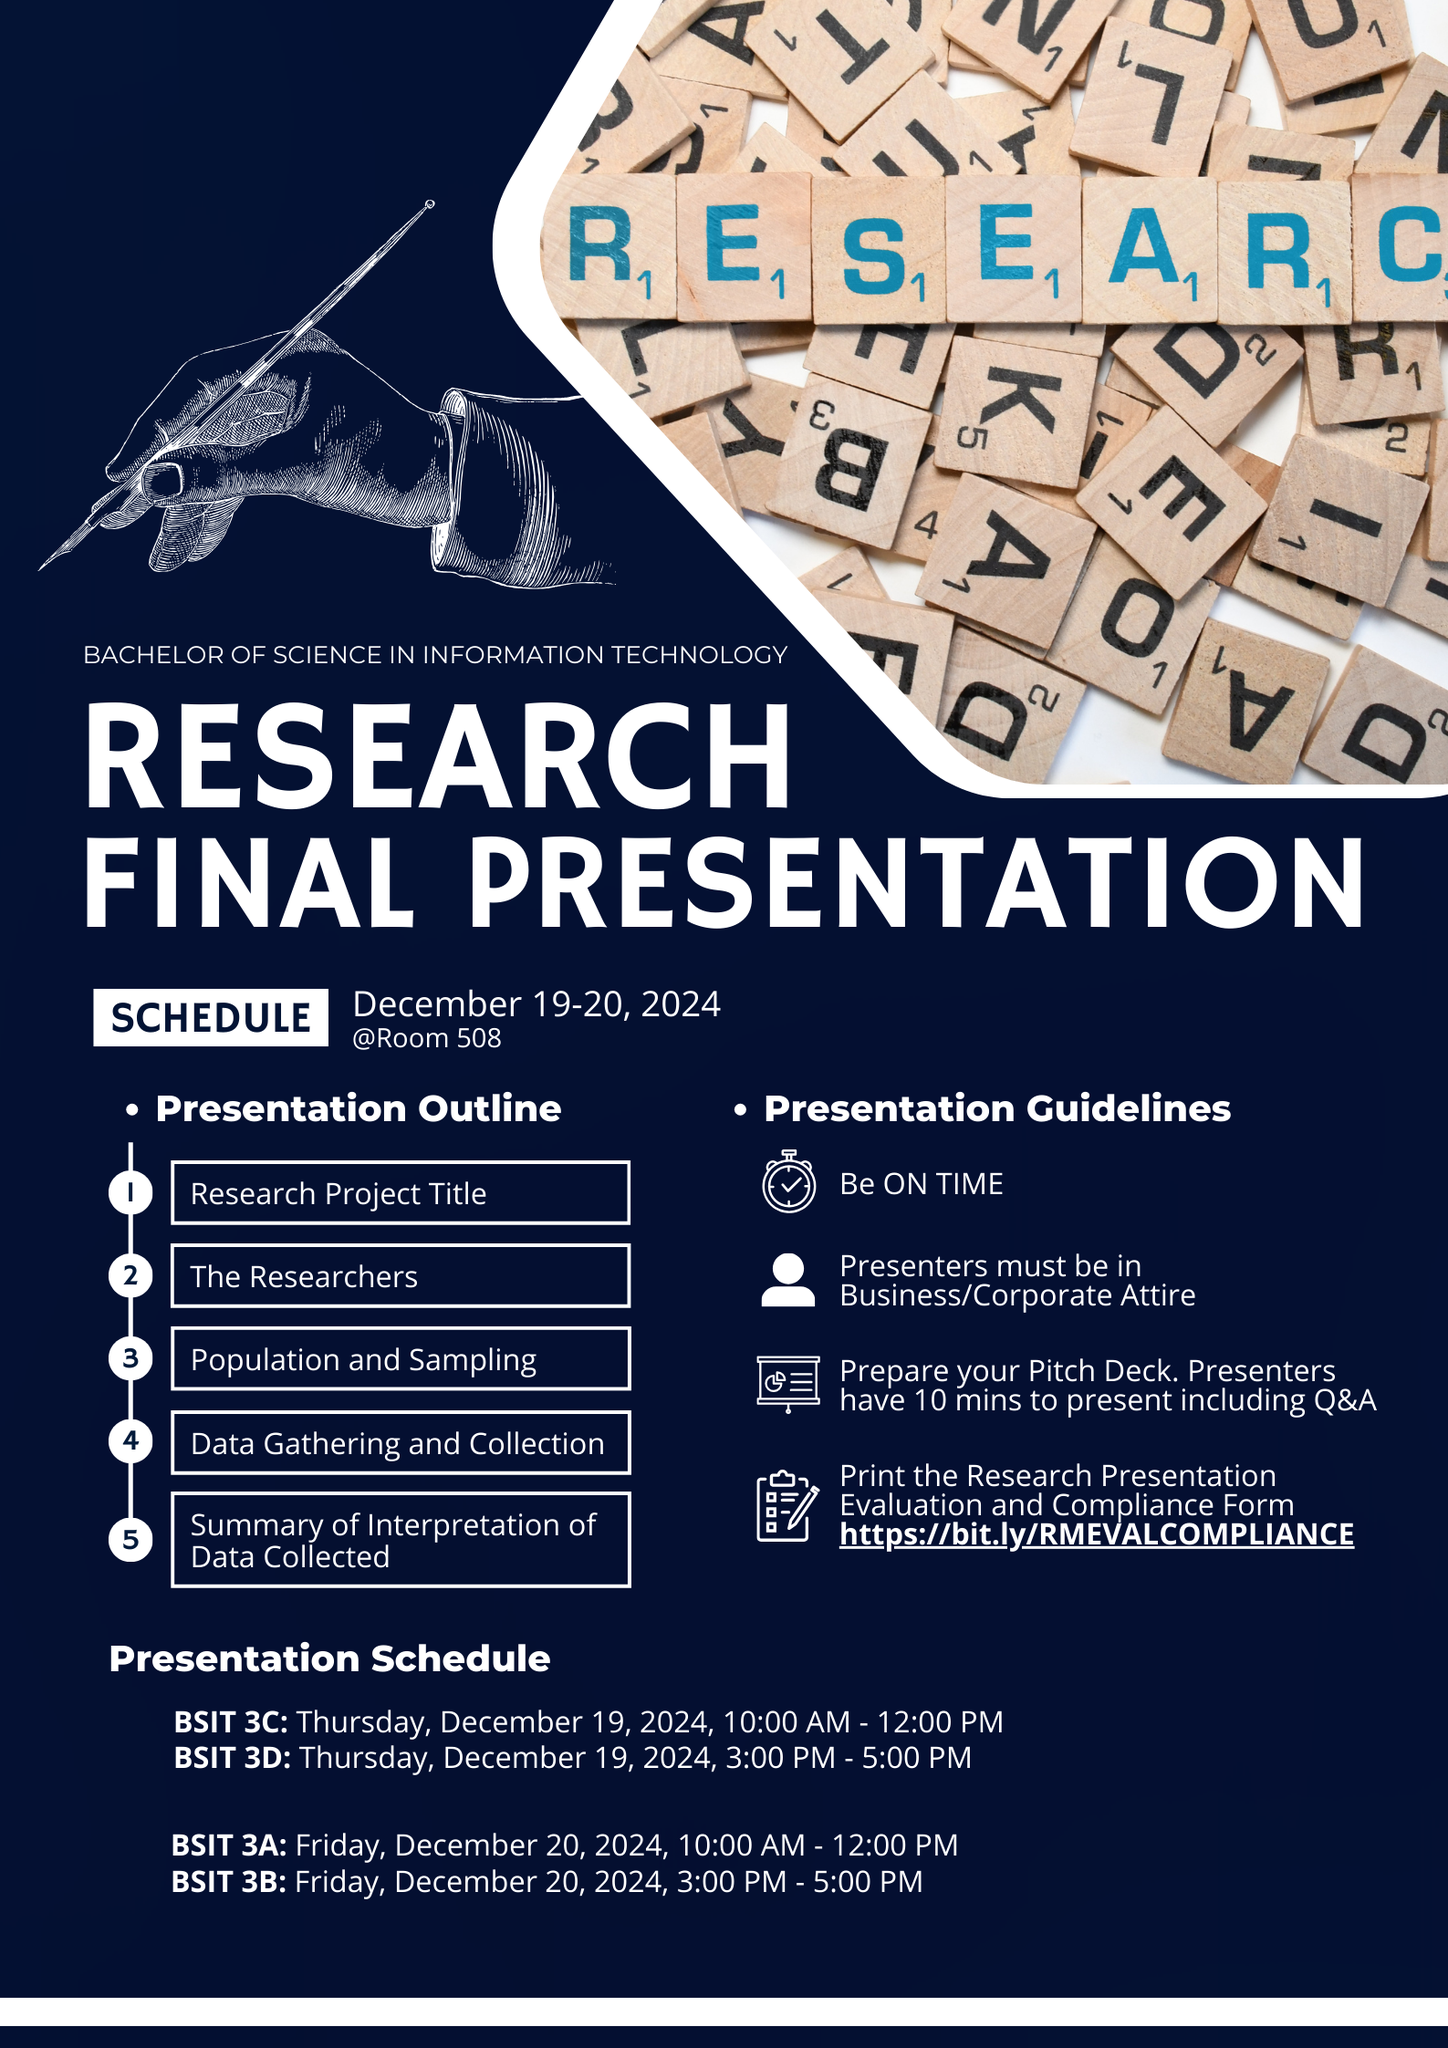 R1 E1 S1 E1 A1 R1 C
BACHELOR OF SCIENCE IN INFORMATION TECHNOLOGY
RESEARCH
FINAL PRESENTATION
SCHEDULE
December 19-20, 2024
@Room 508
• Presentation Outline
1 Research Project Title
2 The Researchers
3 Population and Sampling
4 Data Gathering and Collection
5 Summary of Interpretation of
Data Collected
• Presentation Guidelines
Be ON TIME
Presenters must be in
Business/Corporate Attire
Prepare your Pitch Deck. Presenters
have 10 mins to present including Q&A
Print the Research Presentation
Evaluation and Compliance Form
https://bit.ly/RMEVALCOMPLIANCE
Presentation Schedule
BSIT 3C: Thursday, December 19, 2024, 10:00 AM - 12:00 PM
BSIT 3D: Thursday, December 19, 2024, 3:00 PM - 5:00 PM
BSIT 3A: Friday, December 20, 2024, 10:00 AM - 12:00 PM
BSIT 3B: Friday, December 20, 2024, 3:00 PM - 5:00 PM